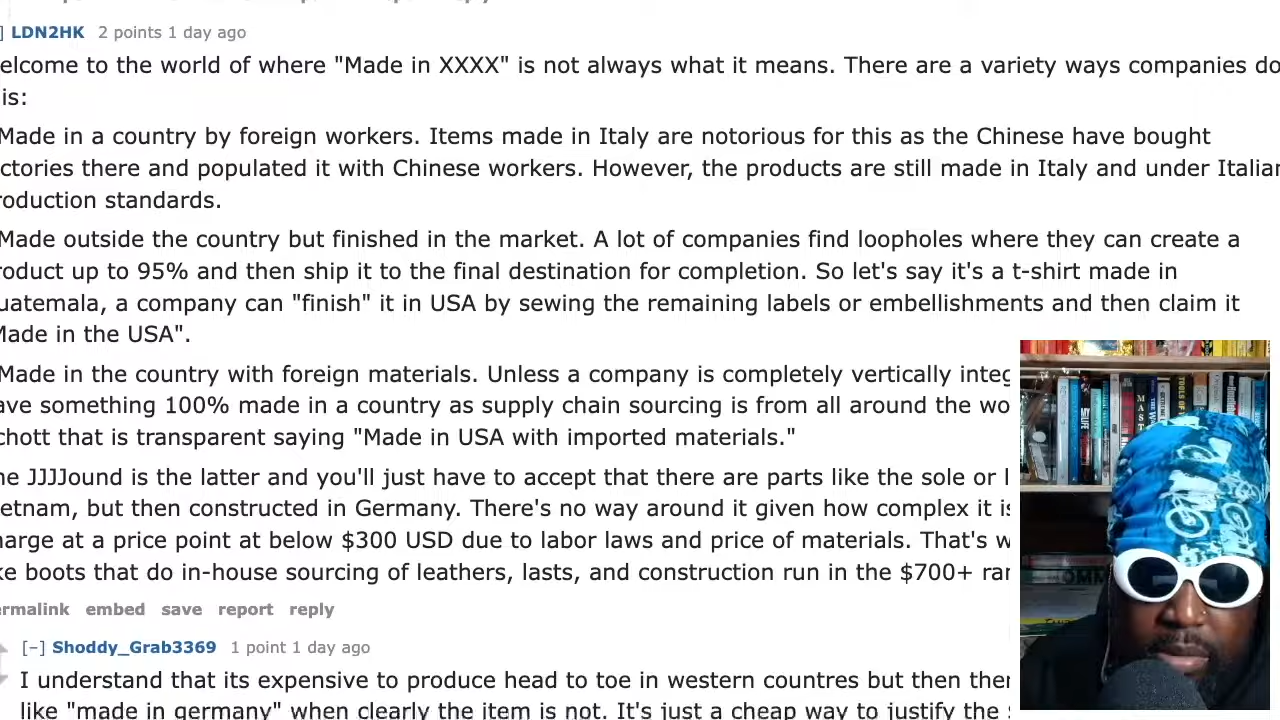 ] LDN2HK 2 points 1 day ago
elcome to the world of where "Made in XXXX" is not always what it means. There are a variety ways companies do
is:
Made in a country by foreign workers. Items made in Italy are notorious for this as the Chinese have bought
ctories there and populated it with Chinese workers. However, the products are still made in Italy and under Italian
roduction standards.
Made outside the country but finished in the market. A lot of companies find loopholes where they can create a
roduct up to 95% and then ship it to the final destination for completion. So let's say it's a t-shirt made in
uatemala, a company can "finish" it in USA by sewing the remaining labels or embellishments and then claim it
Made in the USA".
Made in the country with foreign materials. Unless a company is completely vertically integ
ave something 100% made in a country as supply chain sourcing is from all around the wo
chott that is transparent saying "Made in USA with imported materials."
ne JJJJound is the latter and you'll just have to accept that there are parts like the sole or l
etnam, but then constructed in Germany. There's no way around it given how complex it is
harge at a price point at below $300 USD due to labor laws and price of materials. That's w
ke boots that do in-house sourcing of leathers, lasts, and construction run in the $700+ ran
ermalink embed save report reply
[–] Shoddy_Grab3369 1 point 1 day ago
I understand that its expensive to produce head to toe in western countres but then ther
like "made in germany" when clearly the item is not. It's just a cheap way to justify the